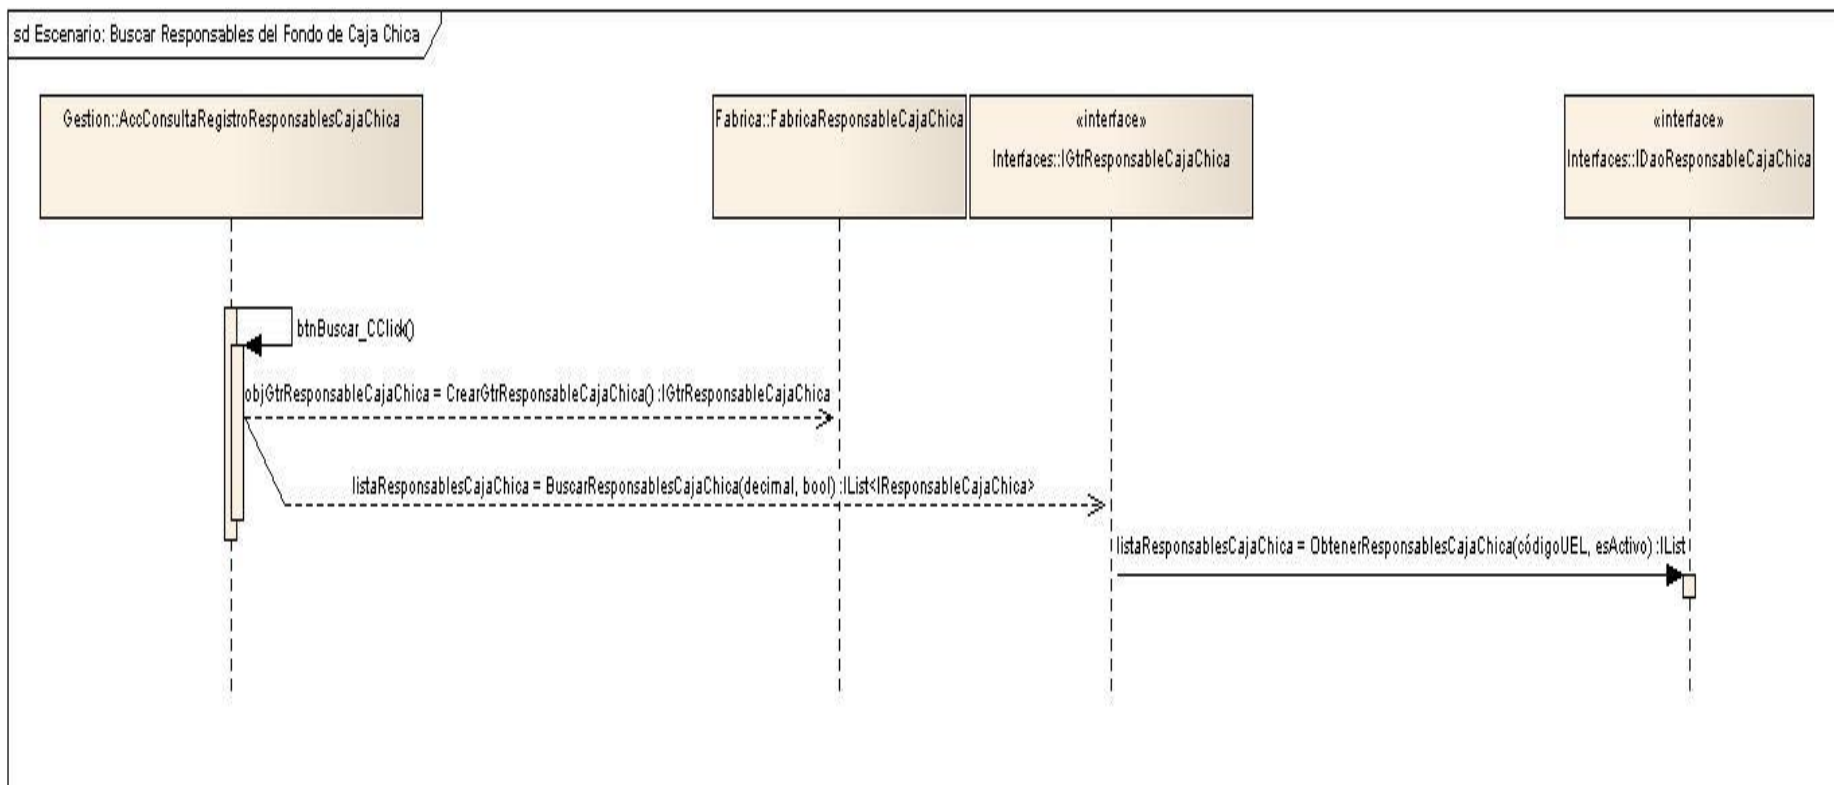 sd Escenario: Buscar Responsables del Fondo de Caja Chica
Gestion::AccConsultaRegistroResponsablesCajaChica
Fabrica::FabricaResponsableCajaChica
«interface»
Interfaces::IGtrResponsableCajaChica
«interface»
Interfaces::IDaoResponsableCajaChica
btnBuscar_CClick()
objGtrResponsableCajaChica = CrearGtrResponsableCajaChica() :IGtrResponsableCajaChica
listaResponsablesCajaChica = BuscarResponsablesCajaChica(decimal, bool) :IList<IResponsableCajaChica>
listaResponsablesCajaChica = ObtenerResponsablesCajaChica(códigoUEL, esActivo) :IList